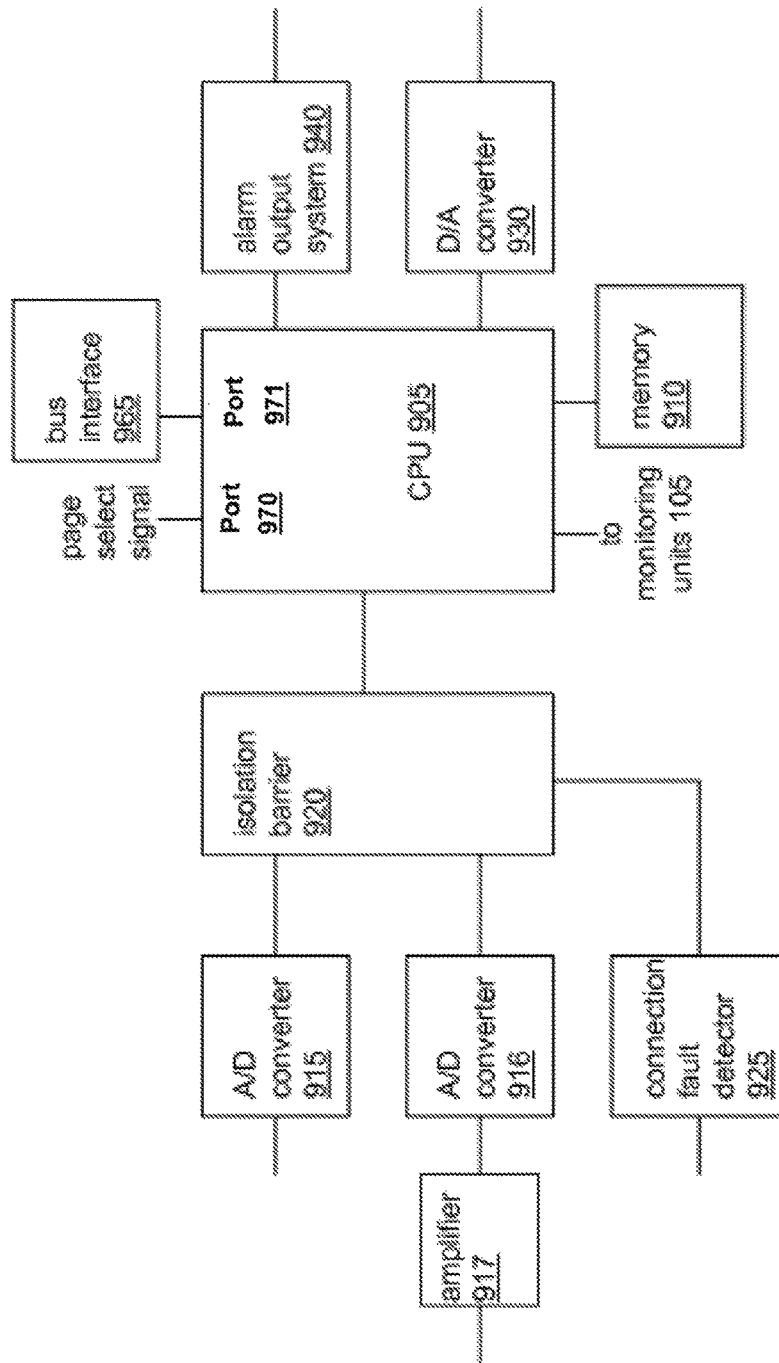 amplifier
917
A/D
converter
915
A/D
converter
916
connection
fault
detector
925
isolation
barrier
920
page
select
signal
bus
interface
965
Port
970
Port
971
CPU 905
to
monitoring
units 105
memory
910
alarm
output
system 940
D/A
converter
930